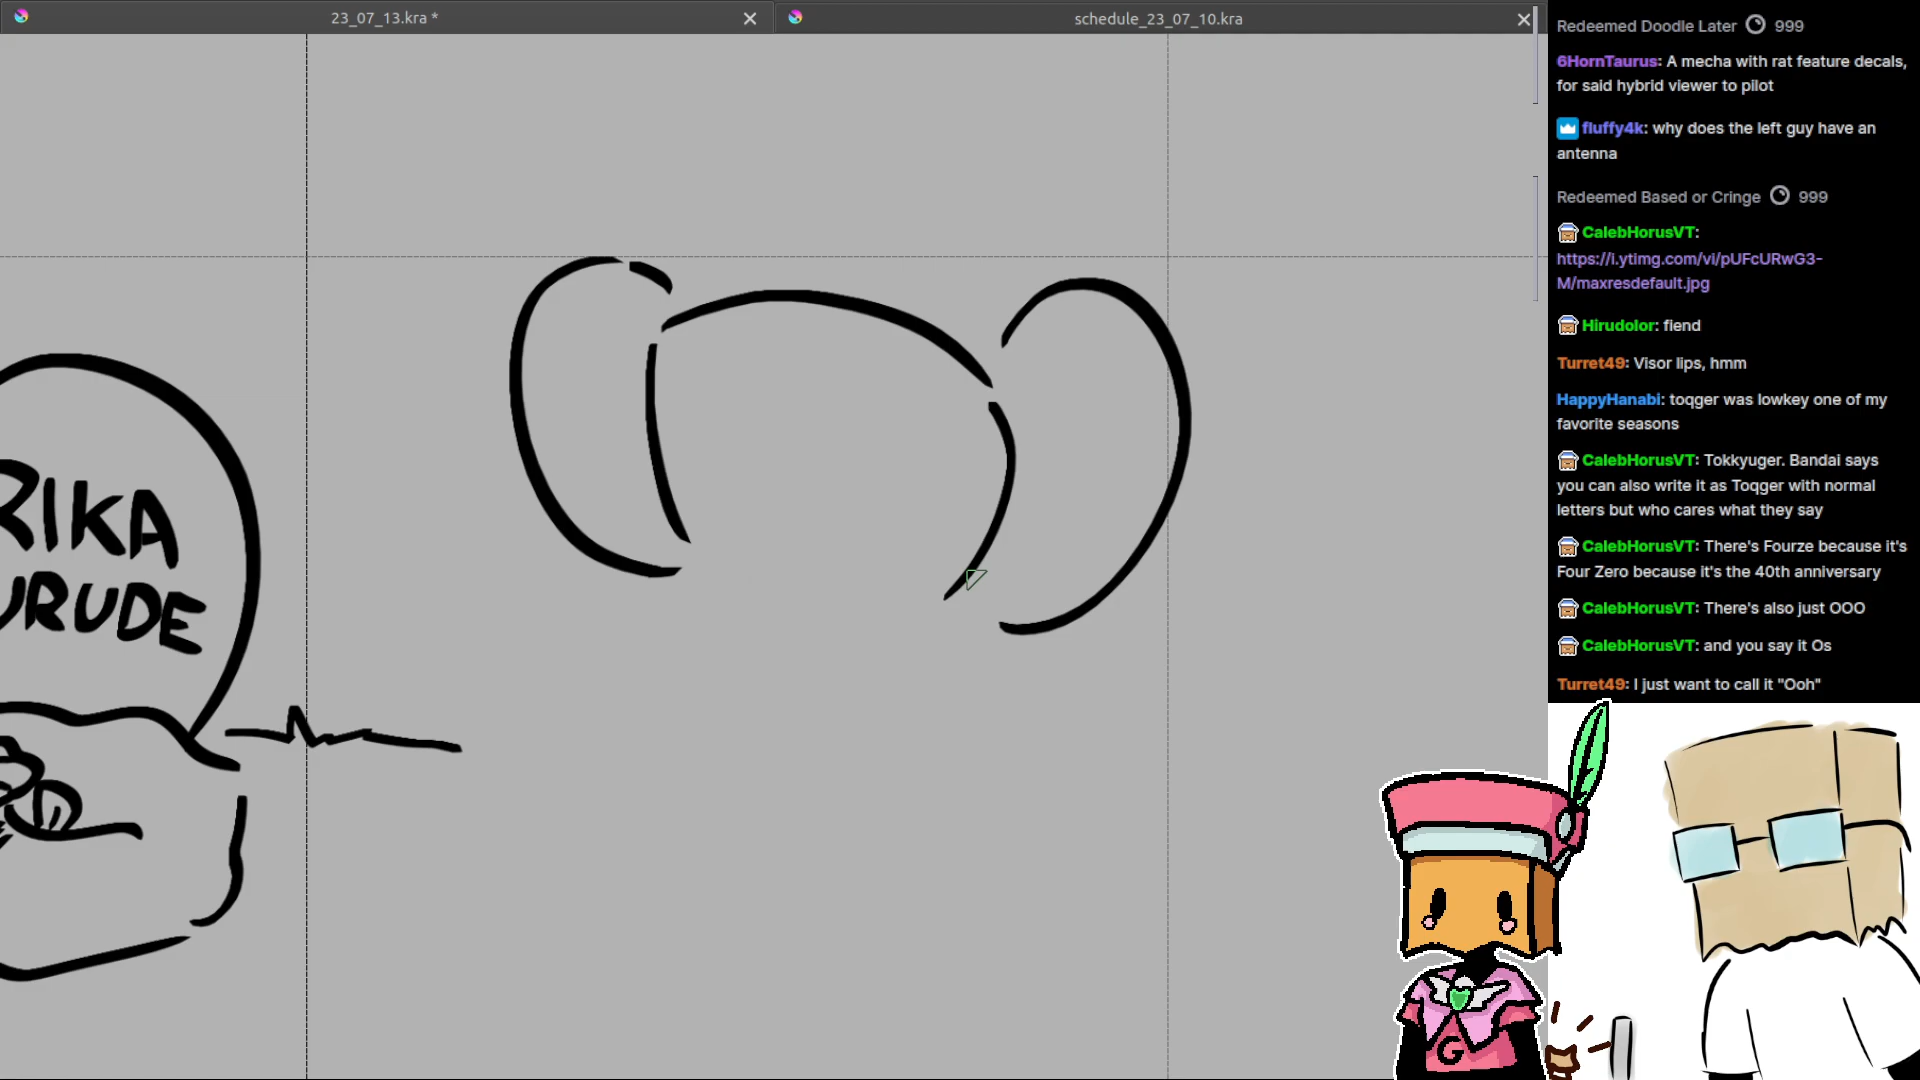 23_07_13.kra *
schedule_23_07_10.kra
Redeemed Doodle Later 999
6HornTaurus: A mecha with rat feature decals,
for said hybrid viewer to pilot
fluffy4k: why does the left guy have an
antenna
Redeemed Based or Cringe 999
CalebHorusVT:
https://i.ytimg.com/vi/pUFcURwG3-
M/maxresdefault.jpg
Hirudolor: fiend
Turret49: Visor lips, hmm
HappyHanabi: toqger was lowkey one of my
favorite seasons
CalebHorusVT: Tokkyuger. Bandai says
you can also write it as Toqger with normal
letters but who cares what they say
CalebHorusVT: There's Fourze because it's
Four Zero because it's the 40th anniversary
CalebHorusVT: There's also just OOO
CalebHorusVT: and you say it Os
Turret49: I just want to call it "Ooh"
RIKA
URUDE
G